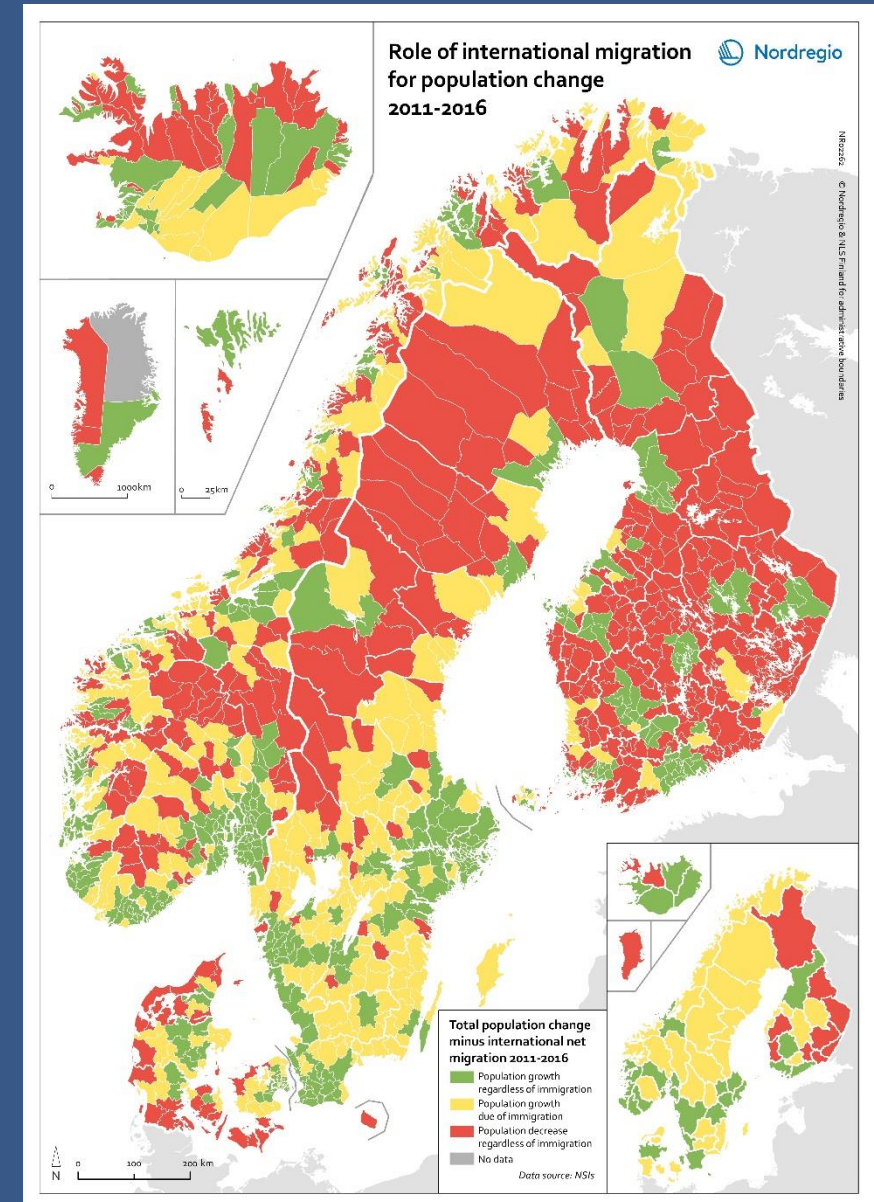 Role of international migration
for population change
2011-2016
Nordregio
NR02262 © Nordregio & NLS Finland for administrative boundaries
0 1000km
0 25km
Total population change
minus international net
migration 2011-2016
Population growth
regardless of immigration
Population growth
due of immigration
Population decrease
regardless of immigration
No data
Data source: NSIs
N
0 100 200 km